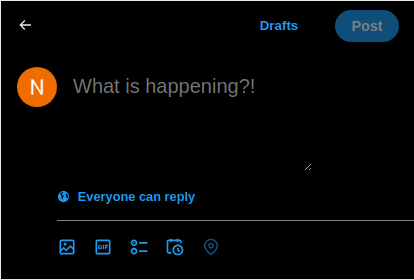 Drafts
Post
N
What is happening?!
Everyone can reply
GIF